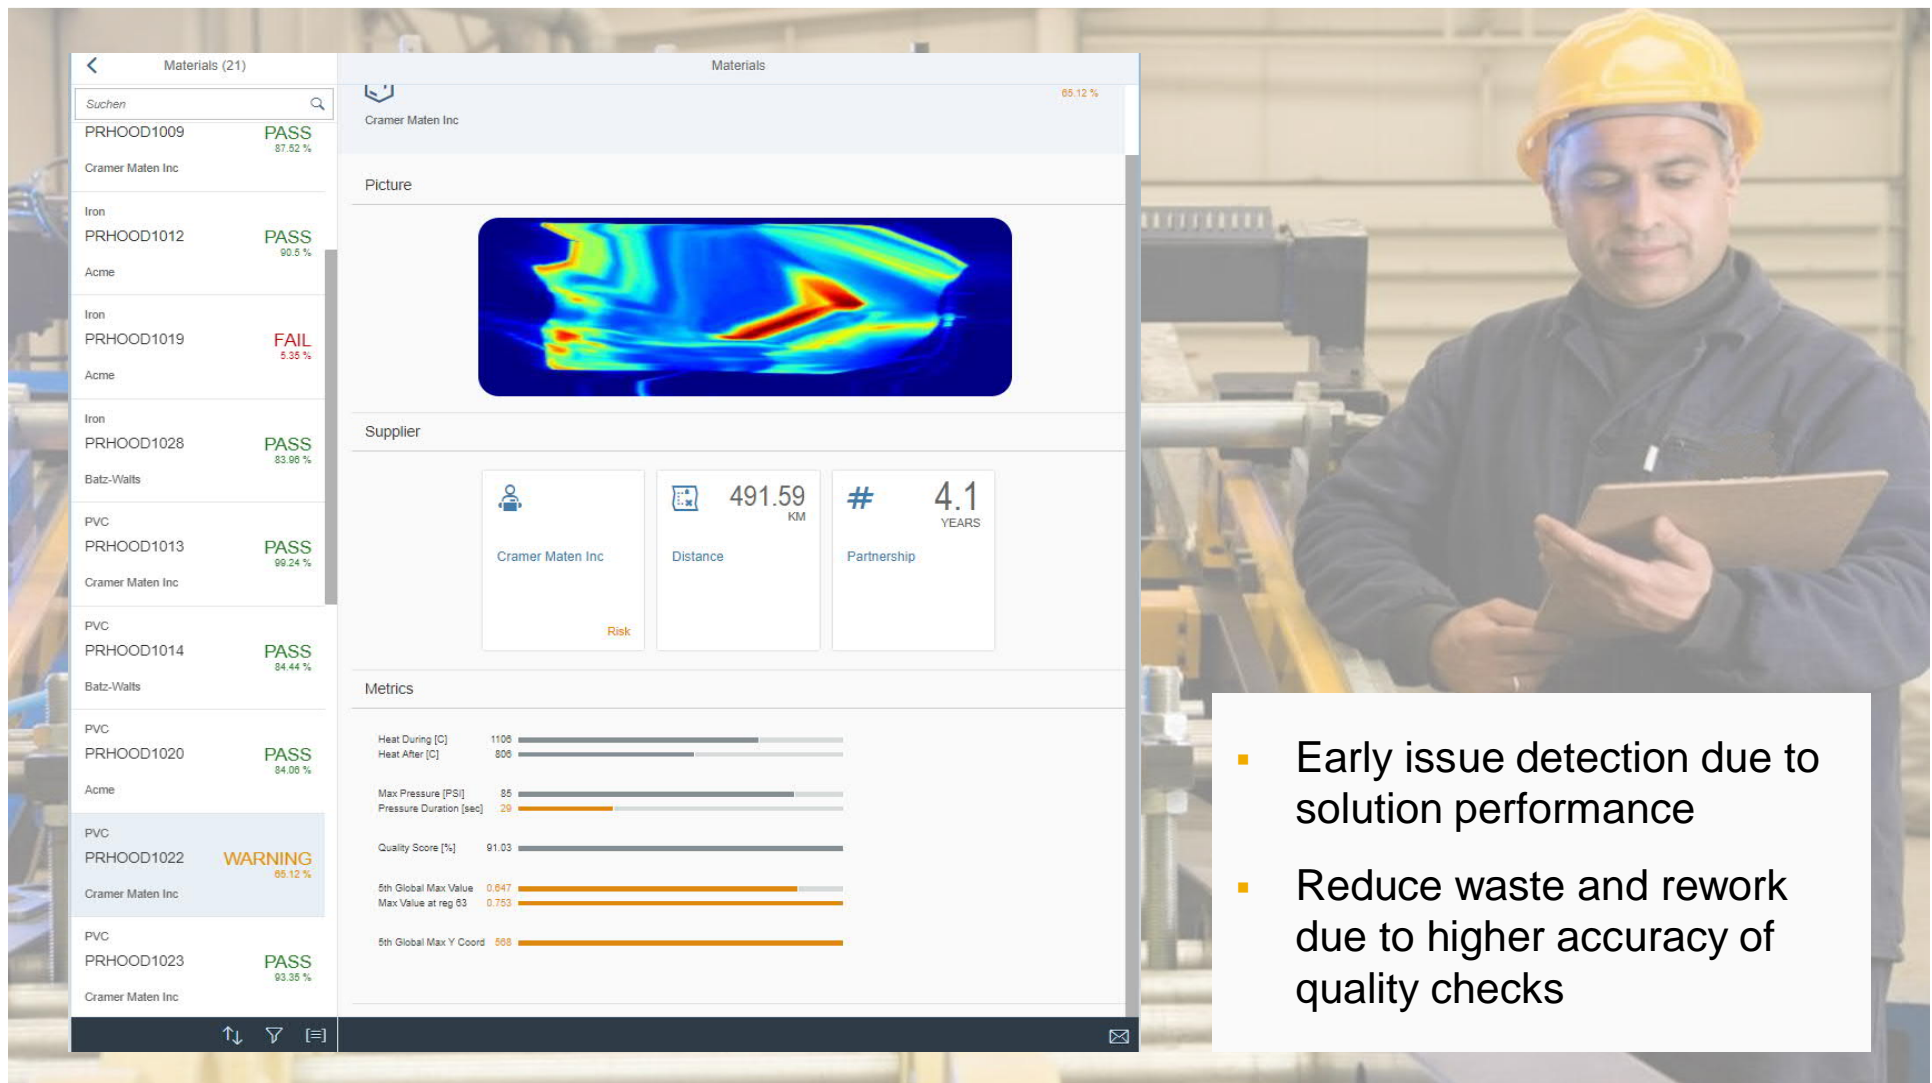 Materials (21)
Suchen
PRHOOD1009 PASS
87.52 %
Cramer Maten Inc
Iron
PRHOOD1012 PASS
90.5 %
Acme
Iron
PRHOOD1019 FAIL
5.35 %
Acme
Iron
PRHOOD1028 PASS
83.96 %
Batz-Walts
PVC
PRHOOD1013 PASS
99.24 %
Cramer Maten Inc
PVC
PRHOOD1014 PASS
84.44 %
Batz-Walts
PVC
PRHOOD1020 PASS
84.06 %
Acme
PVC
PRHOOD1022 WARNING
65.12 %
Cramer Maten Inc
PVC
PRHOOD1023 PASS
93.35 %
Cramer Maten Inc
Materials
65.12 %
Cramer Maten Inc
Picture
Supplier
Cramer Maten Inc
Risk
491.59
KM
Distance
# 4.1
YEARS
Partnership
Metrics
Heat During [C] 1106
Heat After [C] 806
Max Pressure [PSI] 85
Pressure Duration [sec] 29
Quality Score [%] 91.03
5th Global Max Value 0.647
Max Value at reg 63 0.753
5th Global Max Y Coord 568
▪ Early issue detection due to
solution performance
▪ Reduce waste and rework
due to higher accuracy of
quality checks